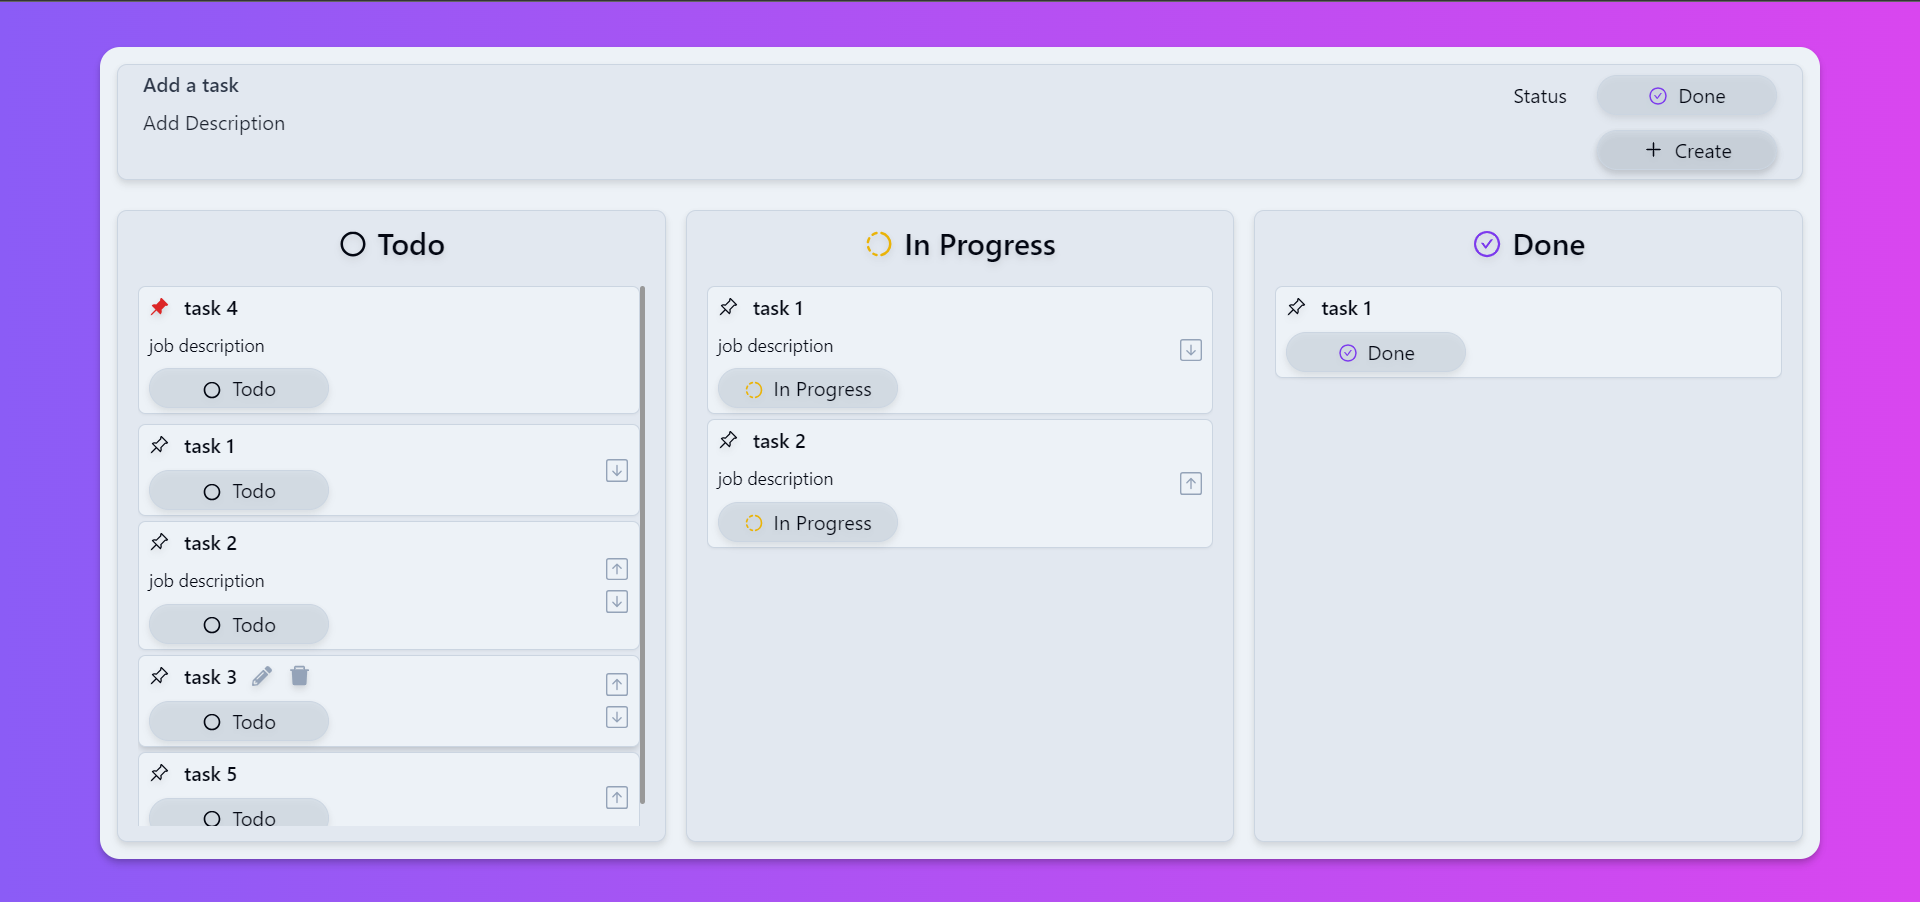 Add a task
Add Description
Status
Done
Create
Todo
task 4
job description
Todo
task 1
Todo
task 2
job description
Todo
task 3
Todo
task 5
Todo
In Progress
task 1
job description
In Progress
task 2
job description
In Progress
Done
task 1
Done